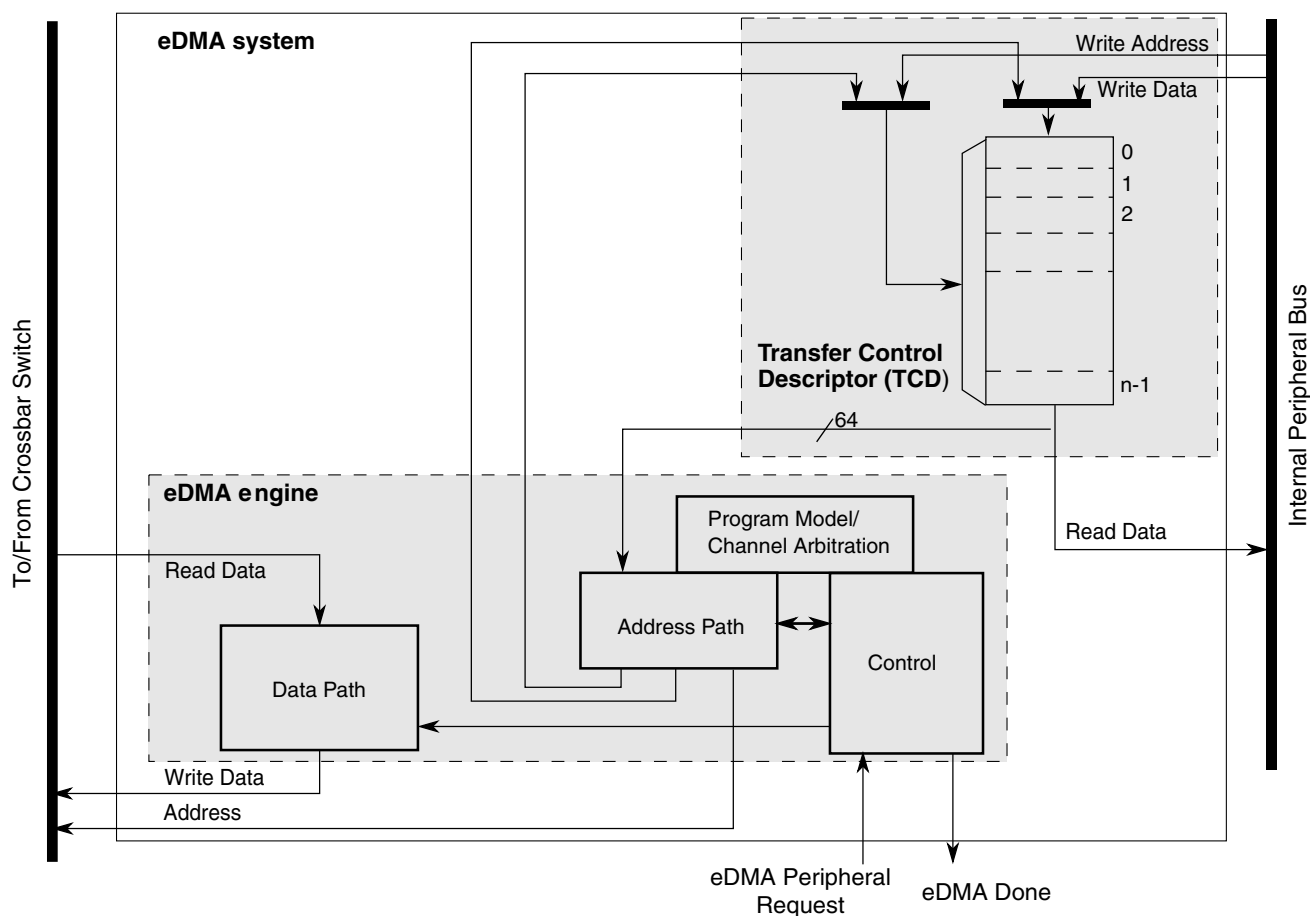 eDMA system
Write Address
Write Data
0
1
2
n-1
Transfer Control
Descriptor (TCD)
64
To/From Crossbar Switch
Internal Peripheral Bus
eDMA engine
Program Model/
Channel Arbitration
Read Data
Read Data
Address Path
Control
Data Path
Write Data
Address
eDMA Peripheral
Request
eDMA Done